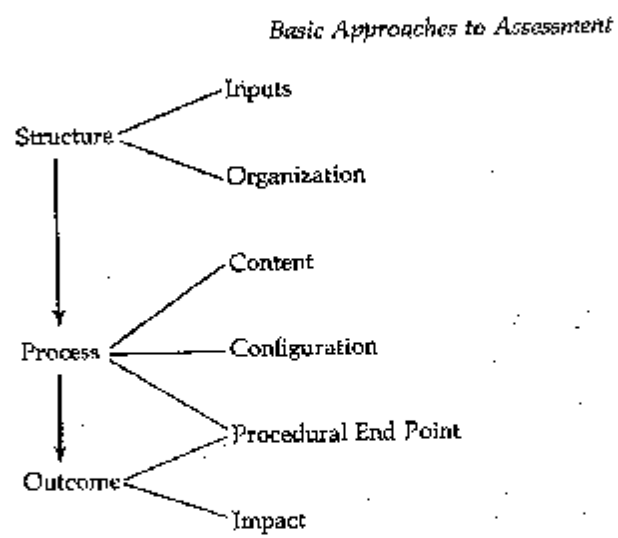 Basic Approaches to Assessment
Inputs
Structure
Organization
Content
Process
Configuration
Procedural End Point
Outcome
Impact